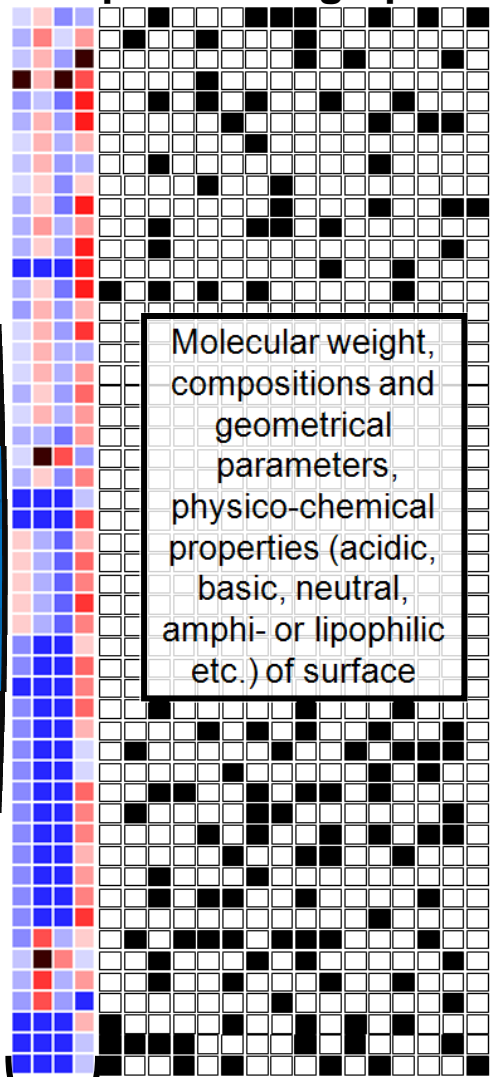 Molecular weight,
compositions and
geometrical
parameters,
physico-chemical
properties (acidic,
basic, neutral,
amphi- or lipophilic
etc.) of surface